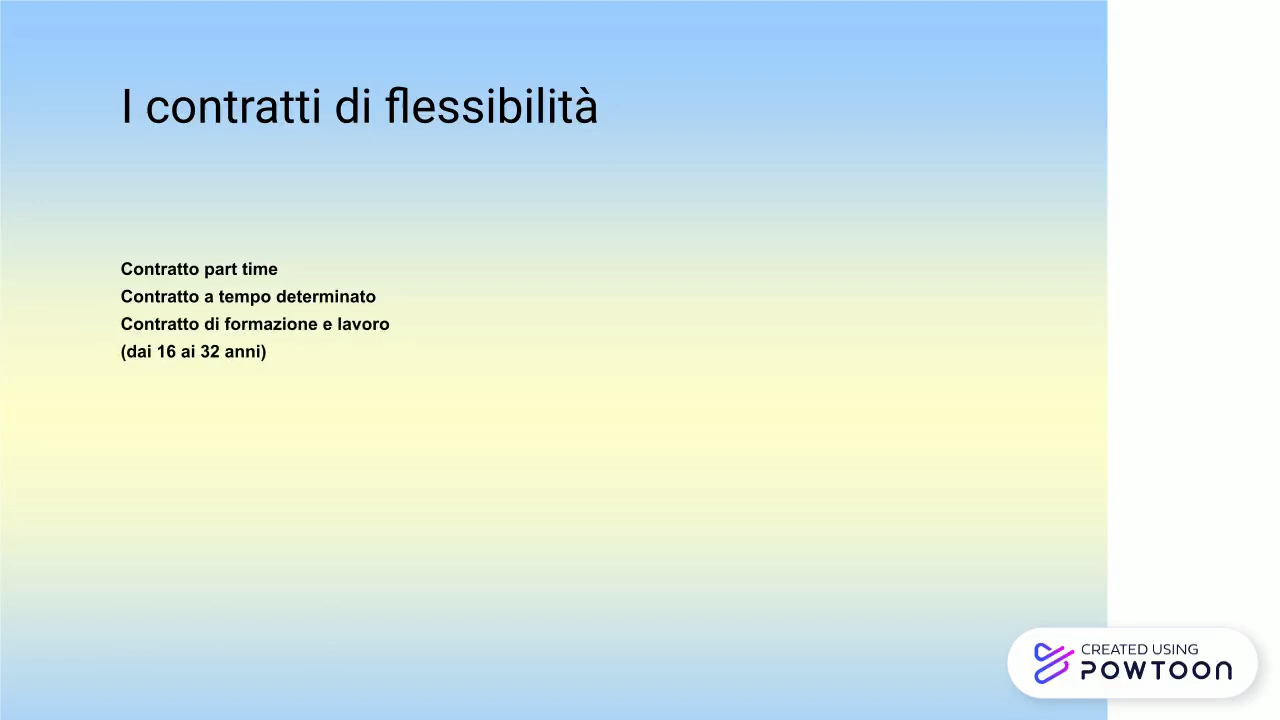 I contratti di flessibilità
Contratto part time
Contratto a tempo determinato
Contratto di formazione e lavoro
(dai 16 ai 32 anni)
CREATED USING
POWTOON